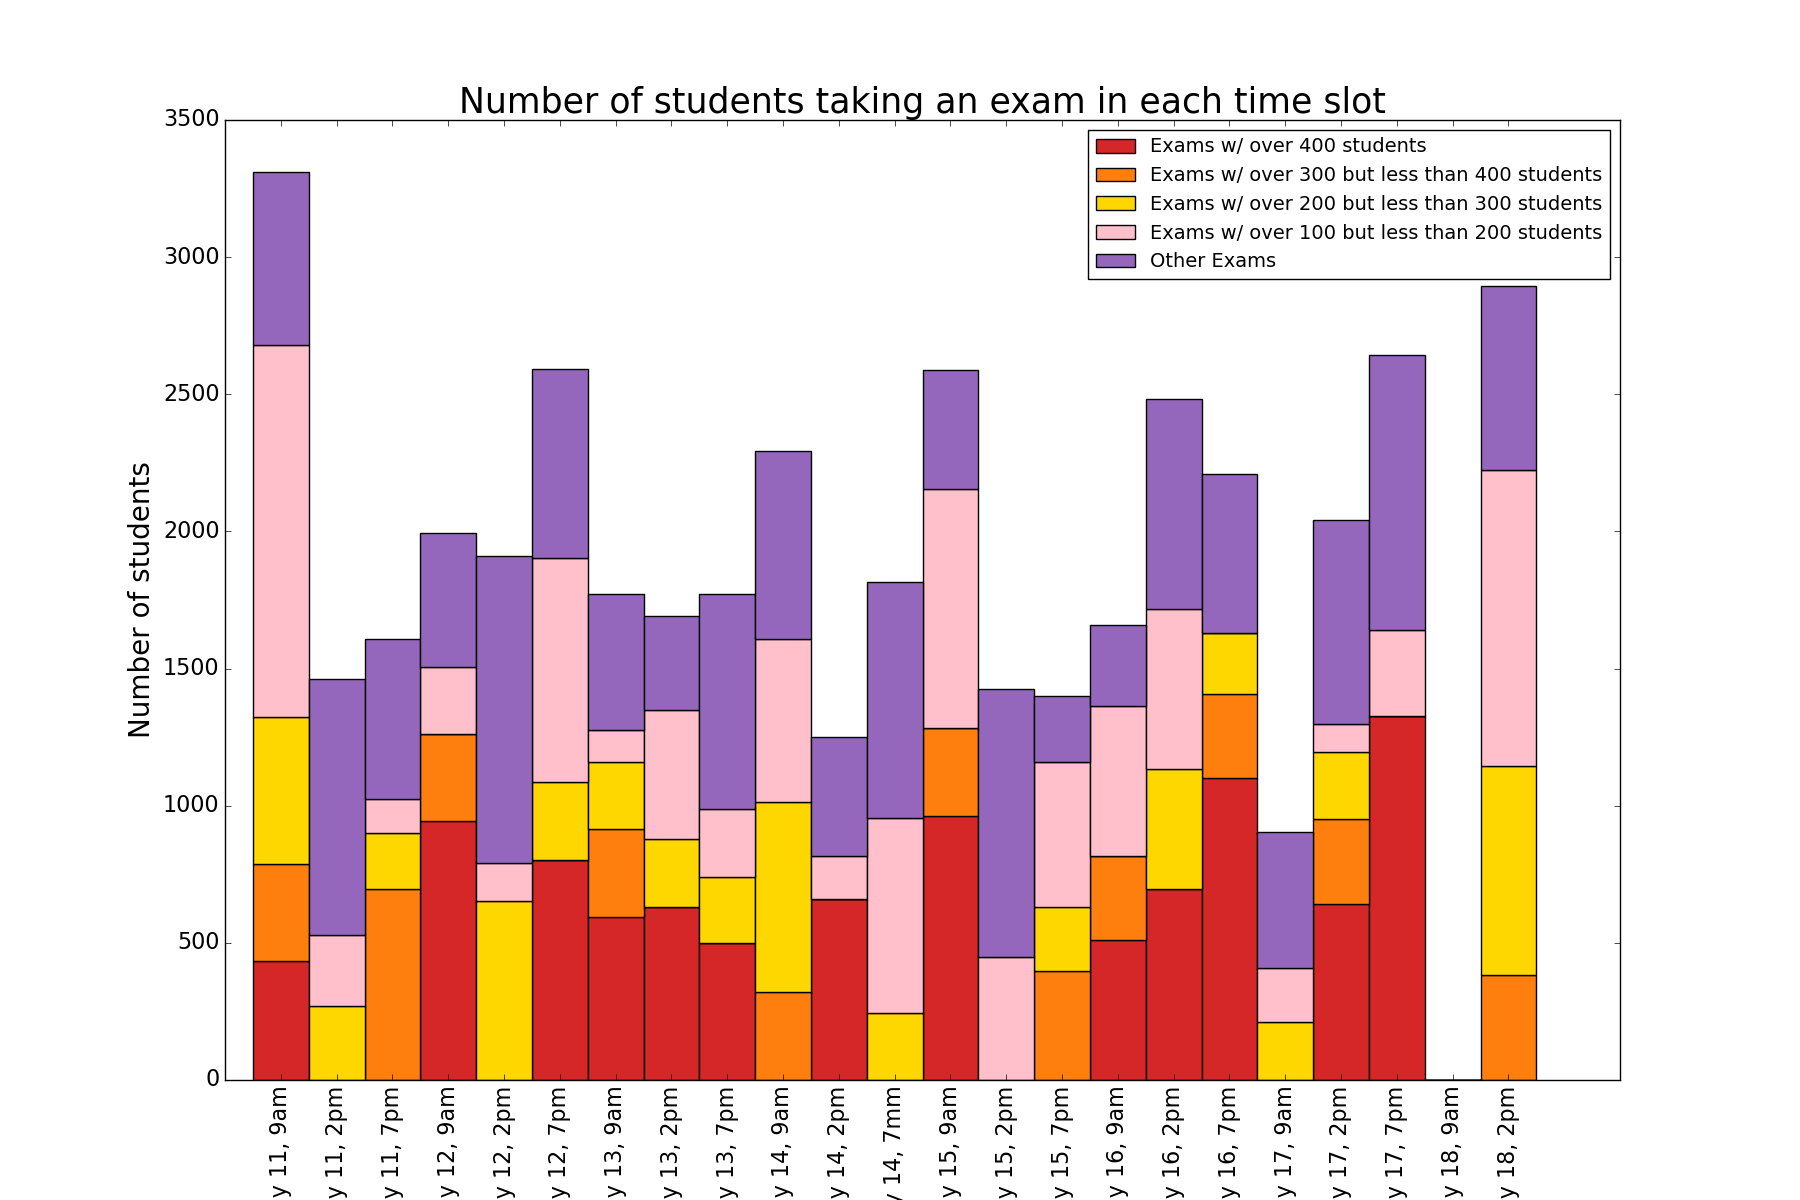 Number of students taking an exam in each time slot
Exams w/ over 400 students
Exams w/ over 300 but less than 400 students
Exams w/ over 200 but less than 300 students
Exams w/ over 100 but less than 200 students
Other Exams
3500
3000
2500
2000
1500
1000
500
0
Number of students
y 11, 9am
y 11, 2pm
y 11, 7pm
y 12, 9am
y 12, 2pm
y 12, 7pm
y 13, 9am
y 13, 2pm
y 13, 7pm
y 14, 9am
y 14, 2pm
y 14, 7mm
y 15, 9am
y 15, 2pm
y 15, 7pm
y 16, 9am
y 16, 2pm
y 16, 7pm
y 17, 9am
y 17, 2pm
y 17, 7pm
y 18, 9am
y 18, 2pm